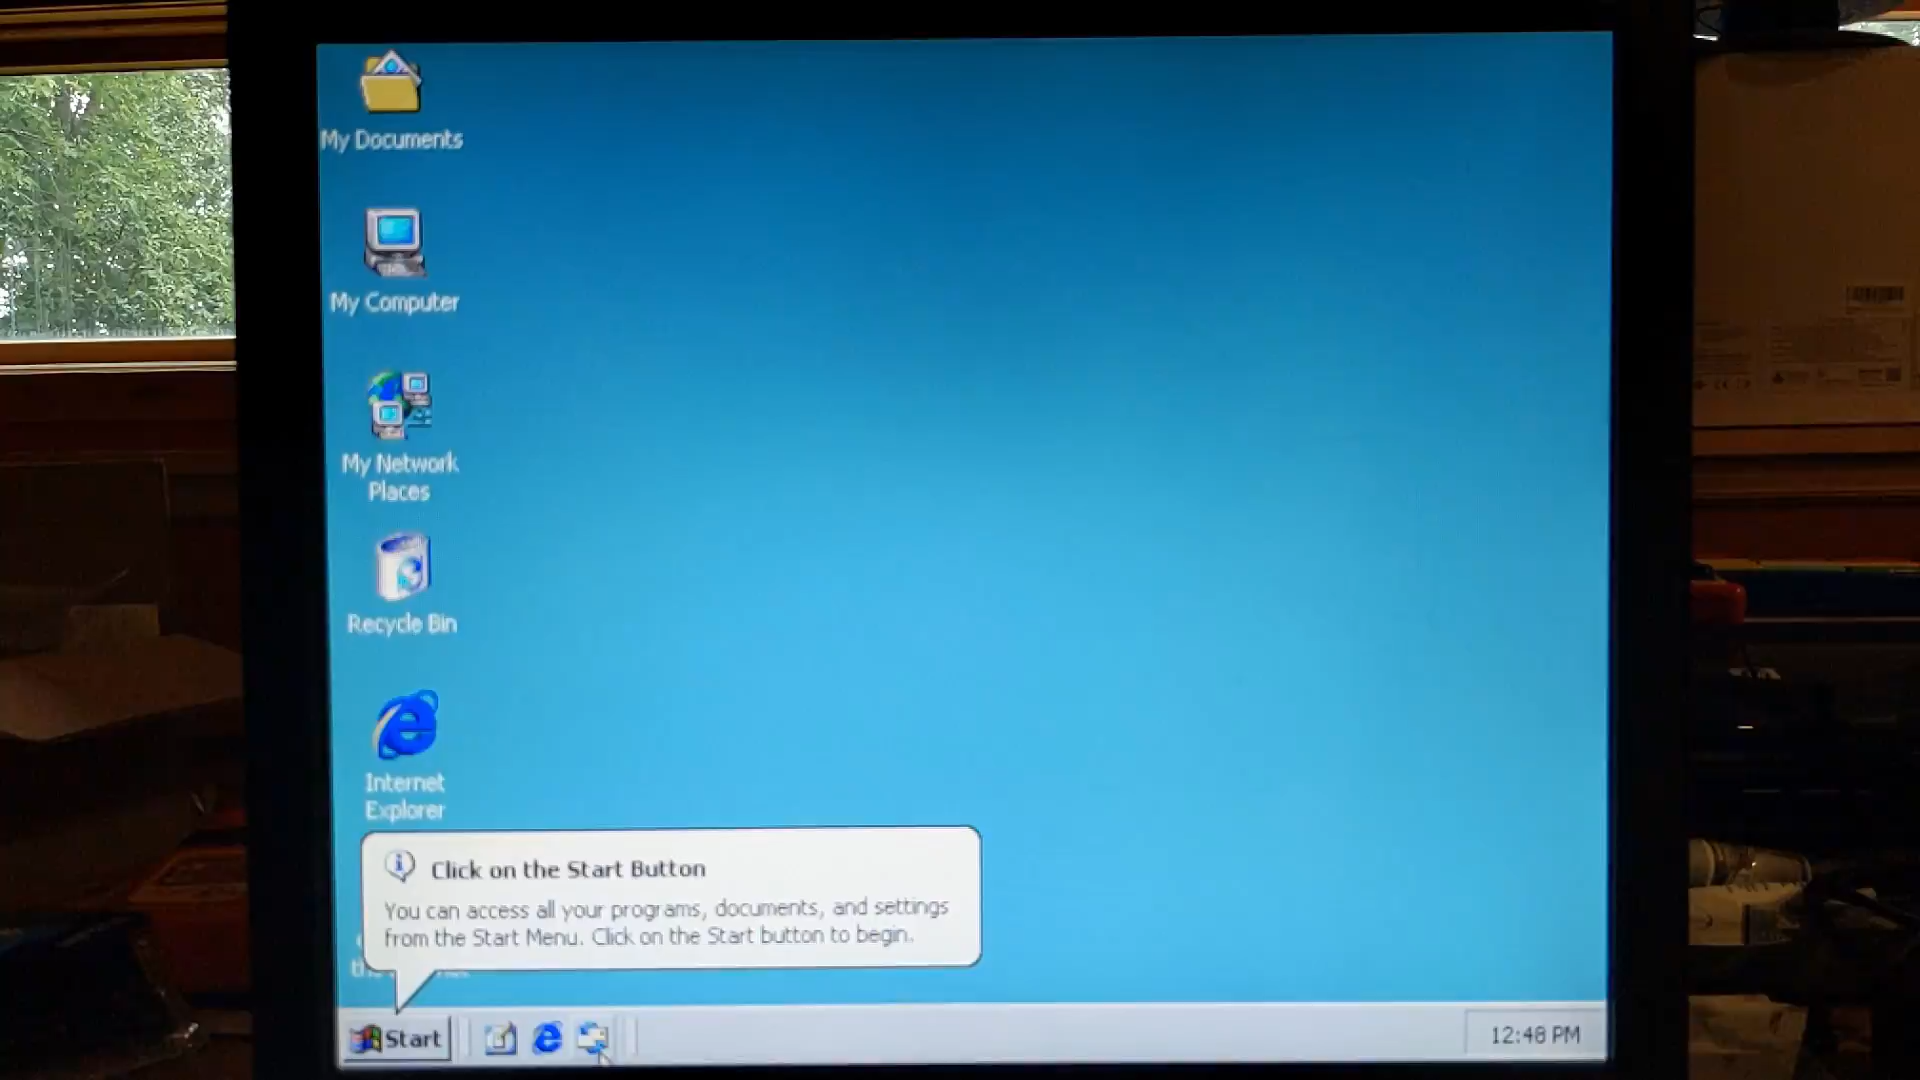 My Documents
My Computer
My Network
Places
Recycle Bin
Internet
Explorer
Click on the Start Button
You can access all your programs, documents, and settings
from the Start Menu. Click on the Start button to begin.
Start
12:48 PM